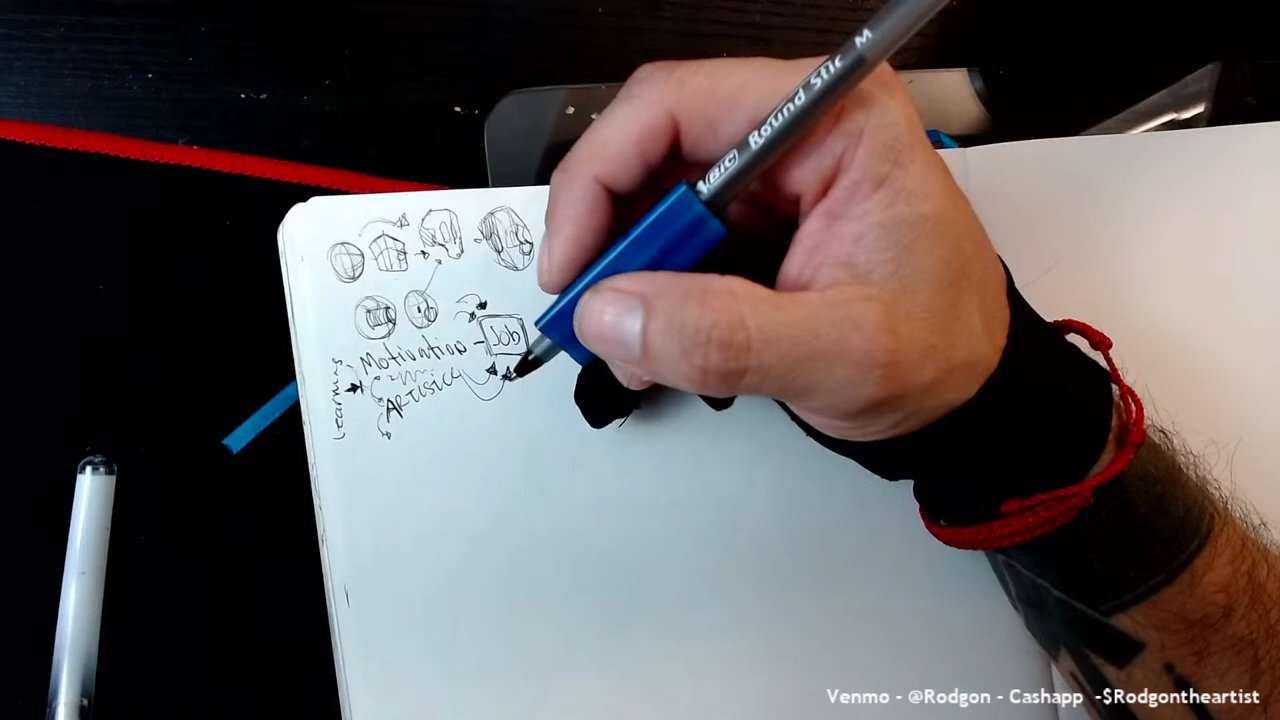 BIC Round Stic M
Motivation - Job
Learning
ARTISTIC
Venmo - @Rodgon - Cashapp -$Rodgontheartist